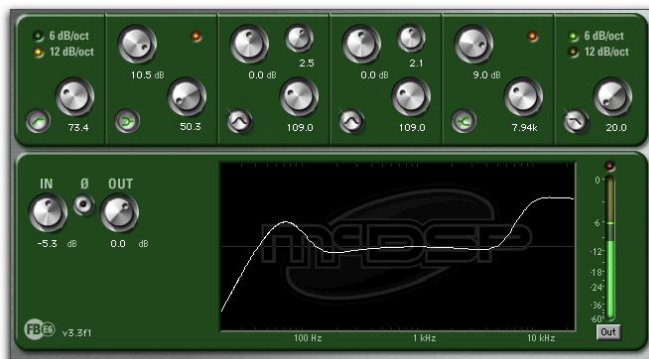 6 dB/oct
12 dB/oct
73.4
10.5 dB
50.3
0.0 dB
2.5
109.0
0.0 dB
2.1
109.0
9.0 dB
7.94k
6 dB/oct
12 dB/oct
20.0
IN
Ø
OUT
-5.3 dB
0.0 dB
McDSP
0
-6
-12
-18
-24
-36
-60
Out
100 Hz
1 kHz
10 kHz
FB E6
v3.3f1